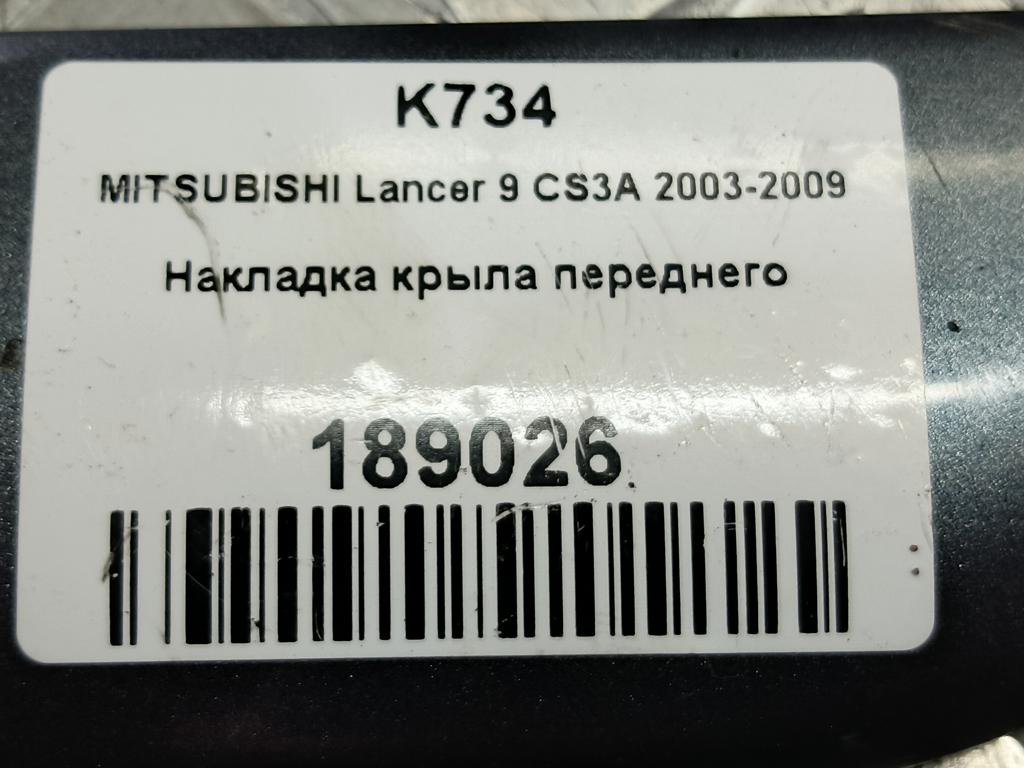 K734
MITSUBISHI Lancer 9 CS3A 2003-2009
Накладка крыла переднего
189026